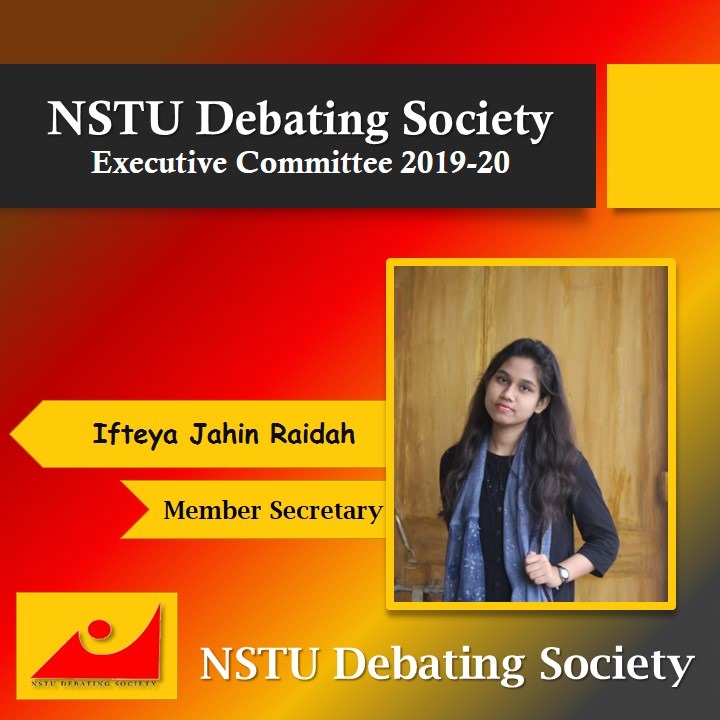 NSTU Debating Society
Executive Committee 2019-20
Ifteya Jahin Raidah
Member Secretary
NSTU DEBATING SOCIETY
NSTU Debating Society